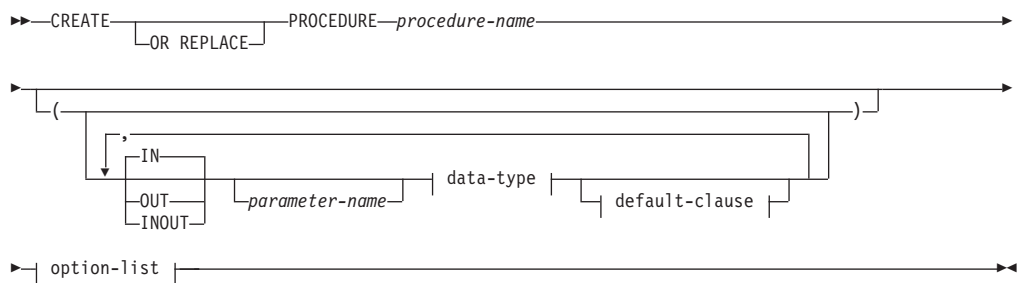 CREATE OR REPLACE PROCEDURE procedure-name
( )
,
IN
OUT
INOUT
parameter-name
data-type
default-clause
option-list